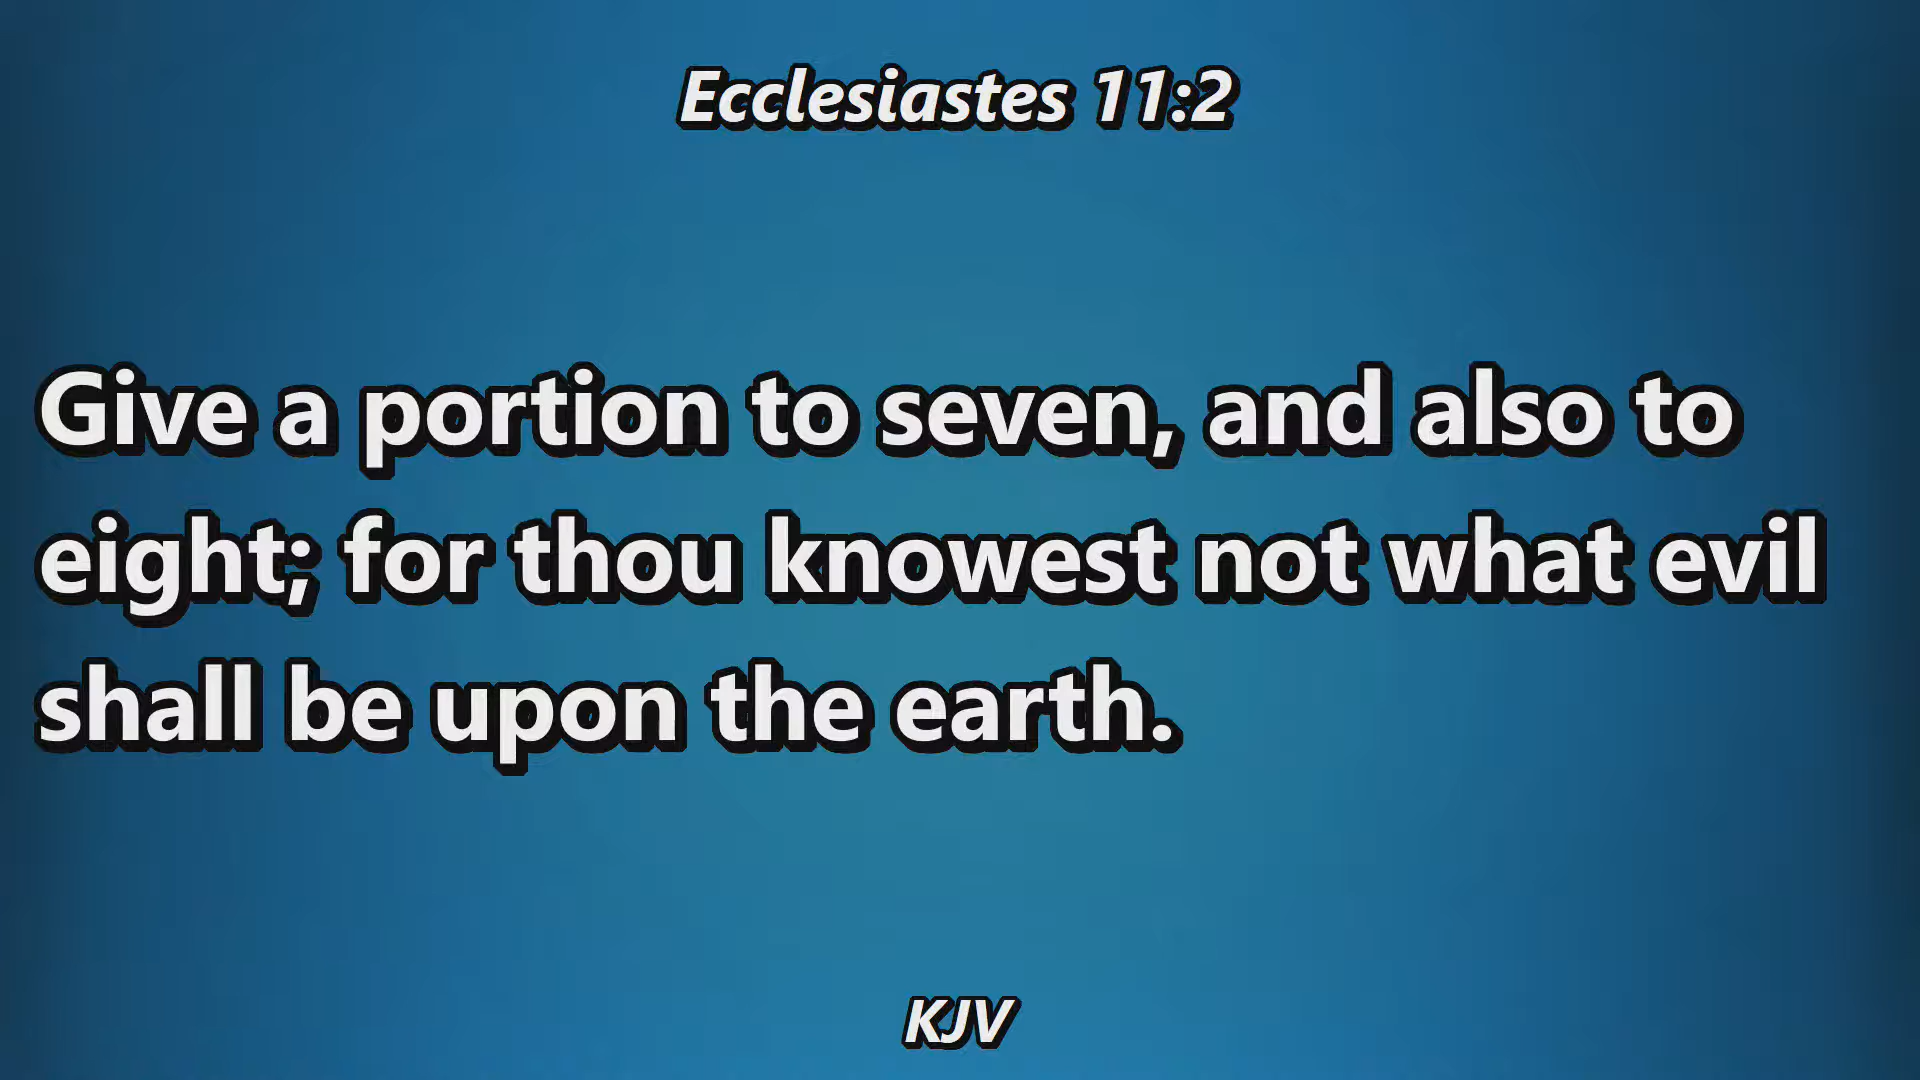 Ecclesiastes 11:2
Give a portion to seven, and also to
eight; for thou knowest not what evil
shall be upon the earth.
KJV